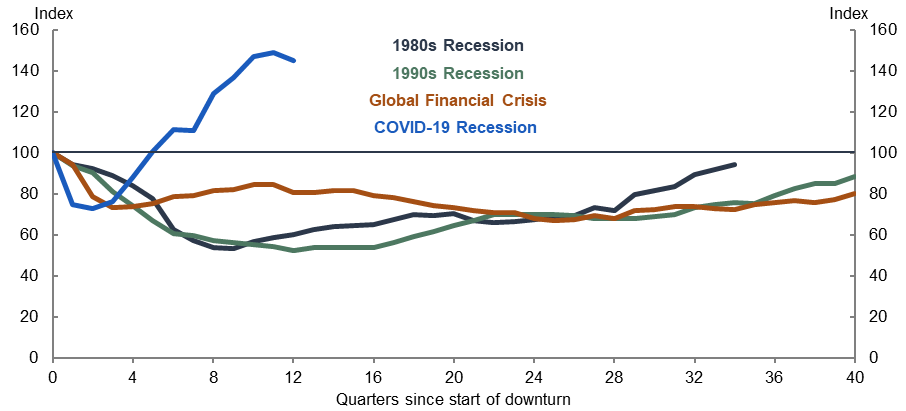 Index Index
160 160
1980s Recession
140 140
1990s Recession
Global Financial Crisis
120 120
COVID-19 Recession
100 100
80 80
60 60
40 40
20 20
0 0
0 4 8 12 16 20 24 28 32 36 40
Quarters since start of downturn